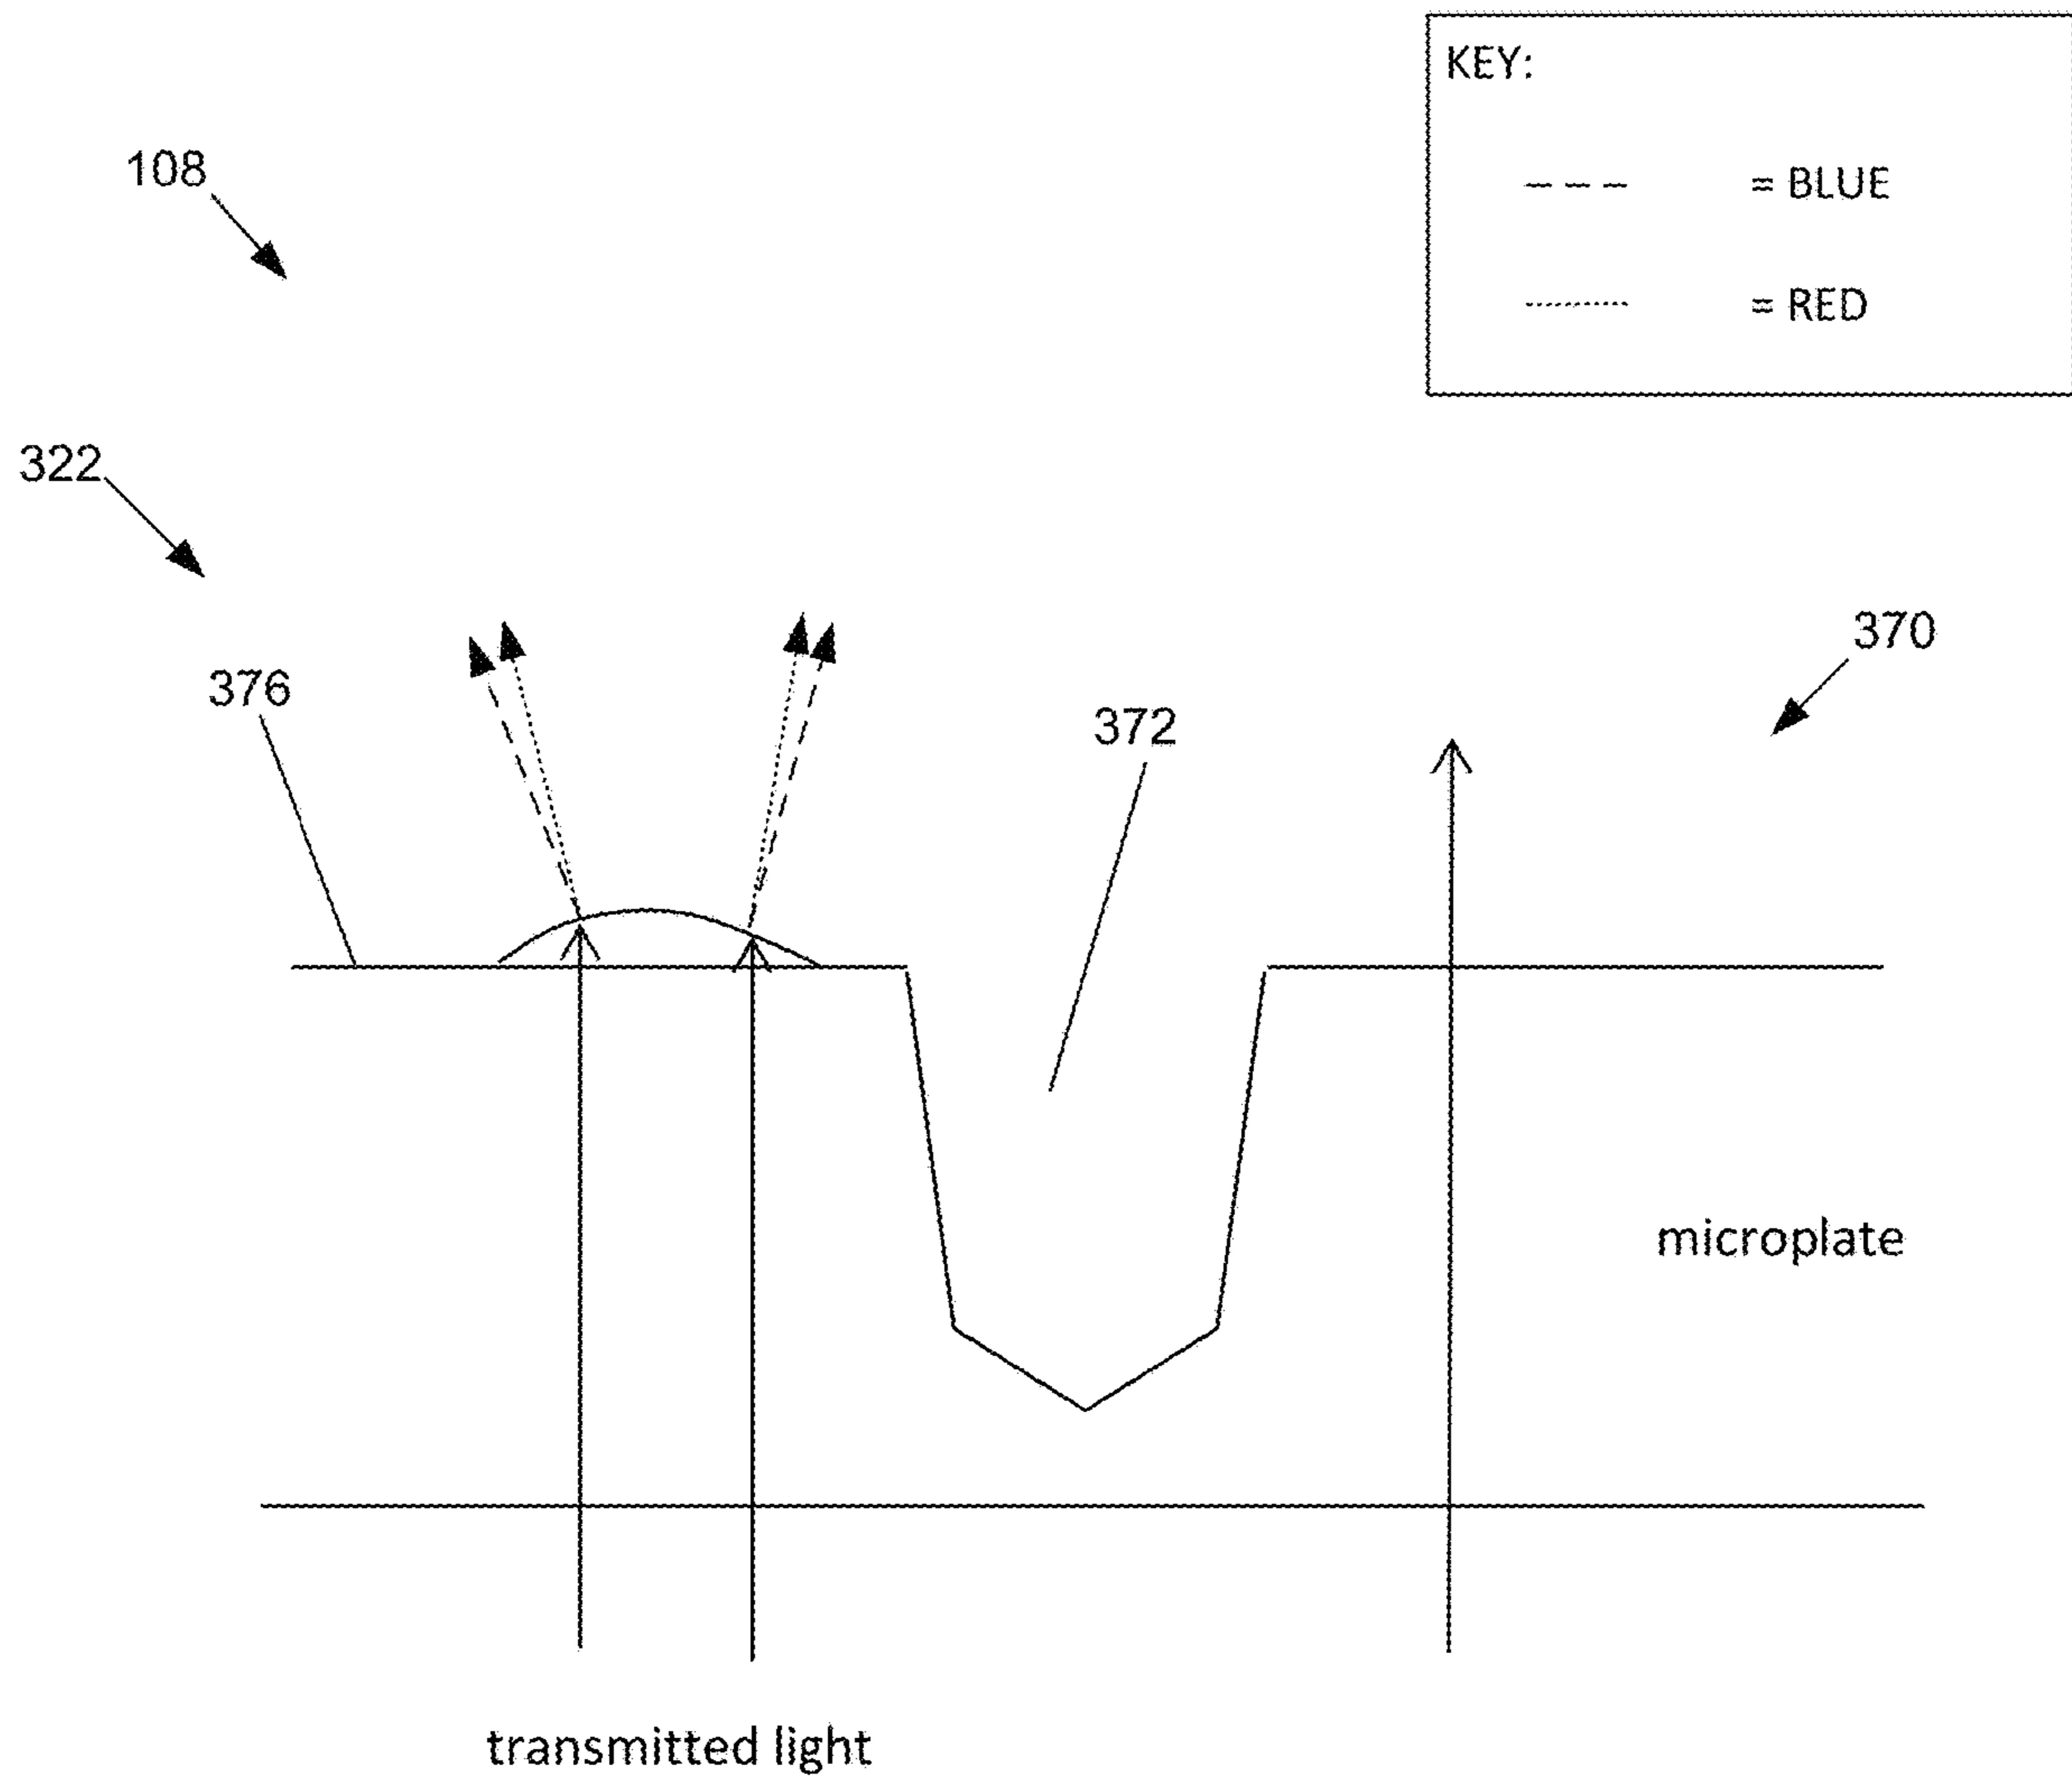 KEY:
= BLUE
= RED
108
322
376
370
372
microplate
transmitted light